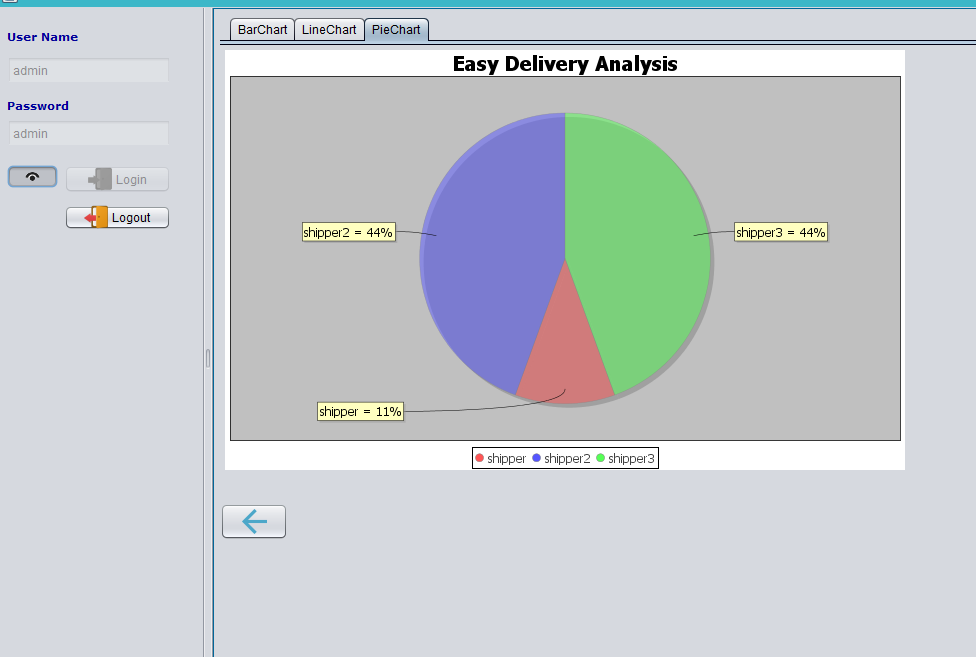 User Name
admin
Password
admin
Login
Logout
BarChart LineChart PieChart
Easy Delivery Analysis
shipper2 = 44%
shipper3 = 44%
shipper = 11%
shipper shipper2 shipper3